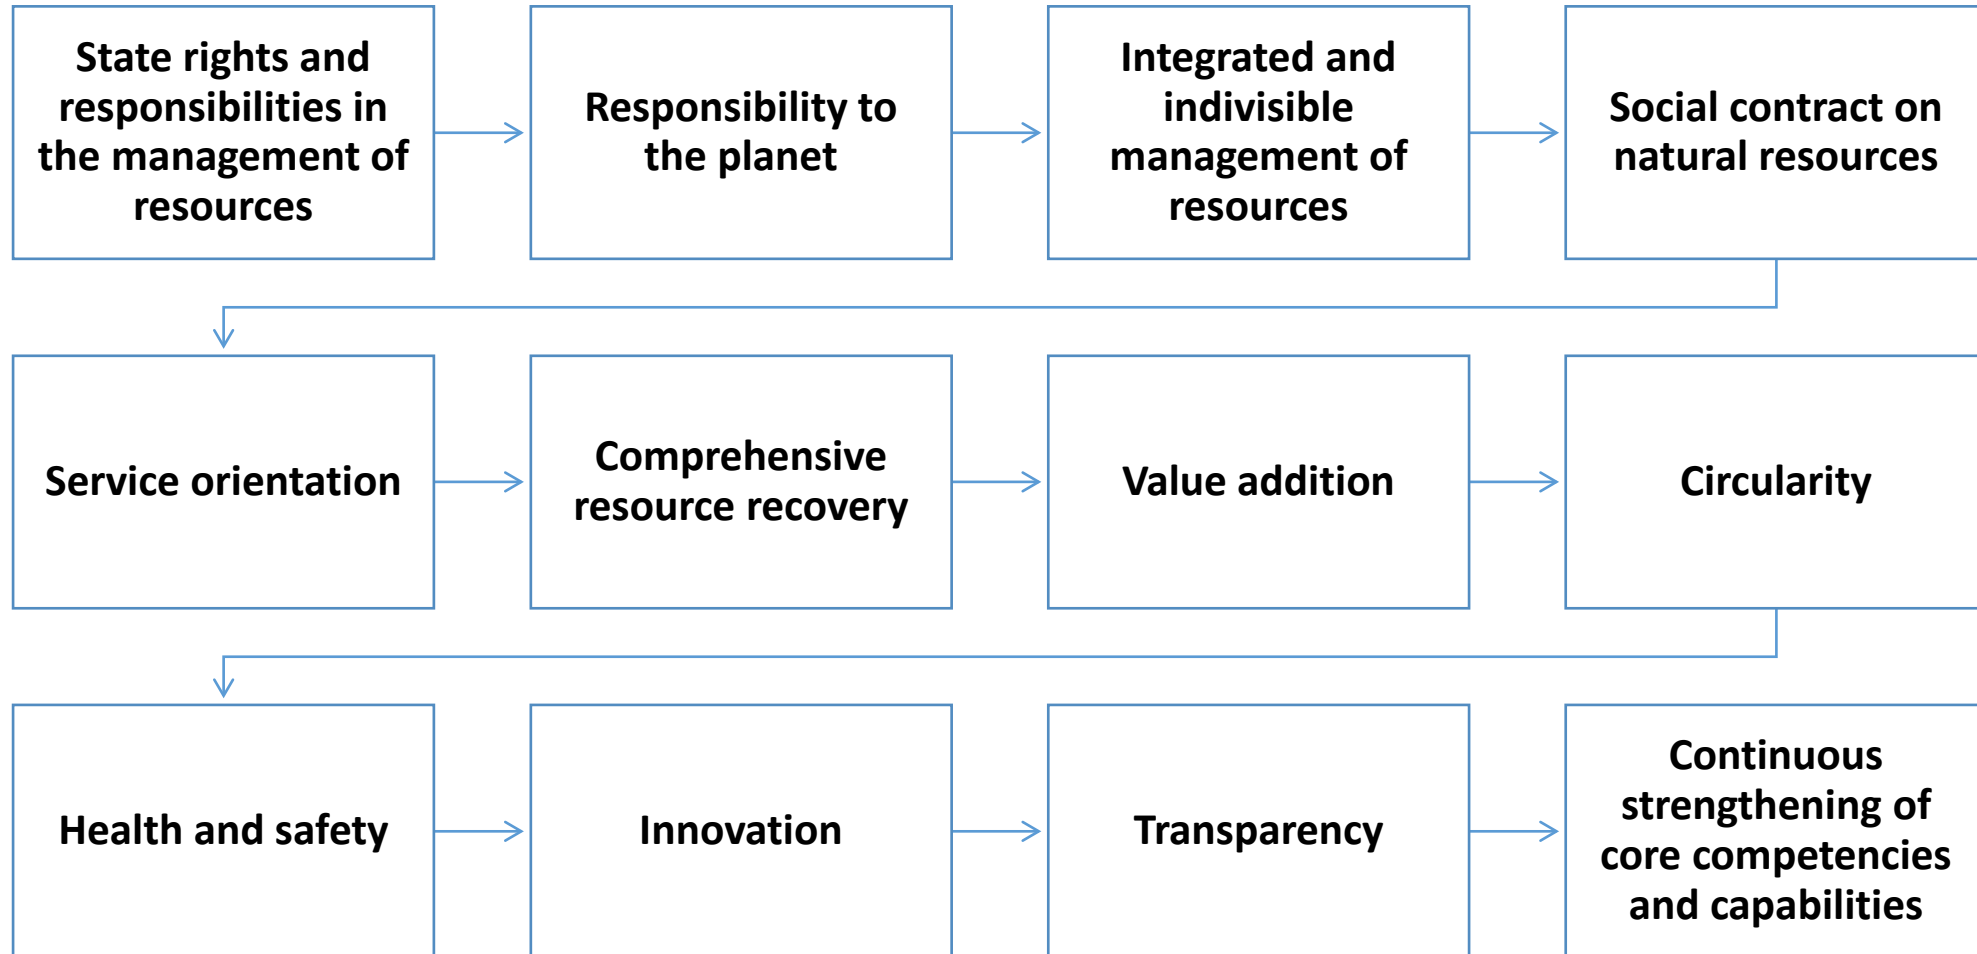 State rights and
responsibilities in
the management of
resources
Responsibility to
the planet
Integrated and
indivisible
management of
resources
Social contract on
natural resources
Service orientation
Comprehensive
resource recovery
Value addition
Circularity
Health and safety
Innovation
Transparency
Continuous
strengthening of
core competencies
and capabilities